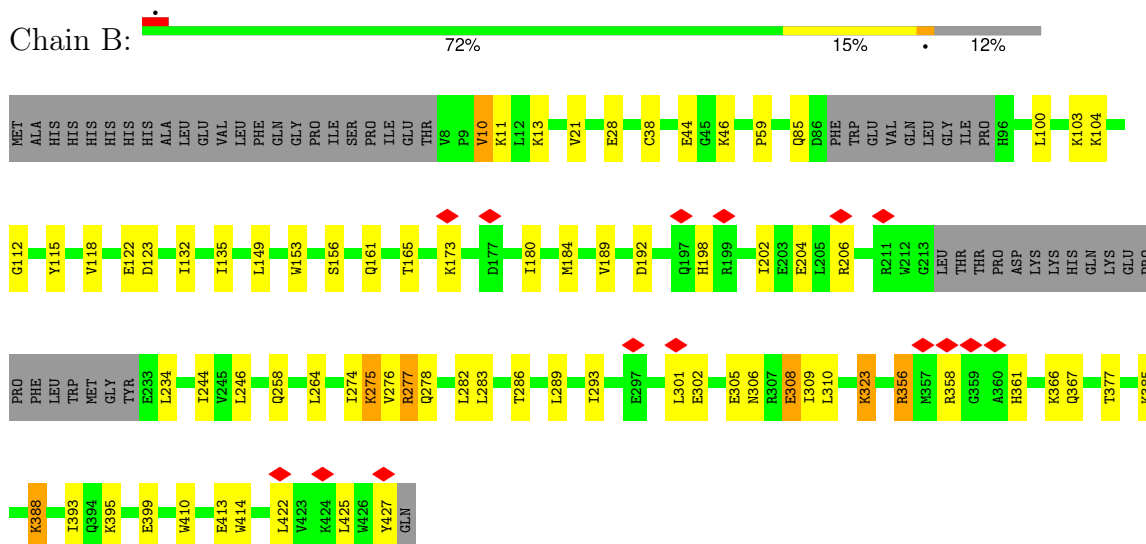 Chain B:
72% 15% 12%
MET ALA HIS HIS HIS HIS HIS HIS ALA LEU GLU VAL LEU PHE GLN GLY PRO ILE SER PRO ILE GLU THR V8 P9 V10 K11 L12 K13 V21 E28 C38 E44 G45 K46 P59 Q85 D86 PHE TRP GLU VAL GLN LEU GLY ILE PRO H96 L100 K103 K104
G112 Y115 V118 E122 D123 I132 I135 L149 W153 S156 Q161 T165 K173 D177 I180 M184 V189 D192 Q197 H198 R199 I202 E203 E204 L205 R206 R211 W212 G213 LEU THR THR PRO ASP LYS LYS HIS GLN LYS GLU PRO
PRO PHE LEU TRP MET GLY TYR E233 L234 I244 V245 L246 Q258 L264 I274 K275 V276 R277 Q278 L282 L283 T286 L289 I293 E297 L301 E302 E305 N306 R307 E308 I309 L310 K323 R356 M357 R358 G359 A360 H361 K366 Q367 T377 K385
K388 I393 Q394 K395 E399 W410 E413 W414 L422 V423 K424 L425 W426 Y427 GLN